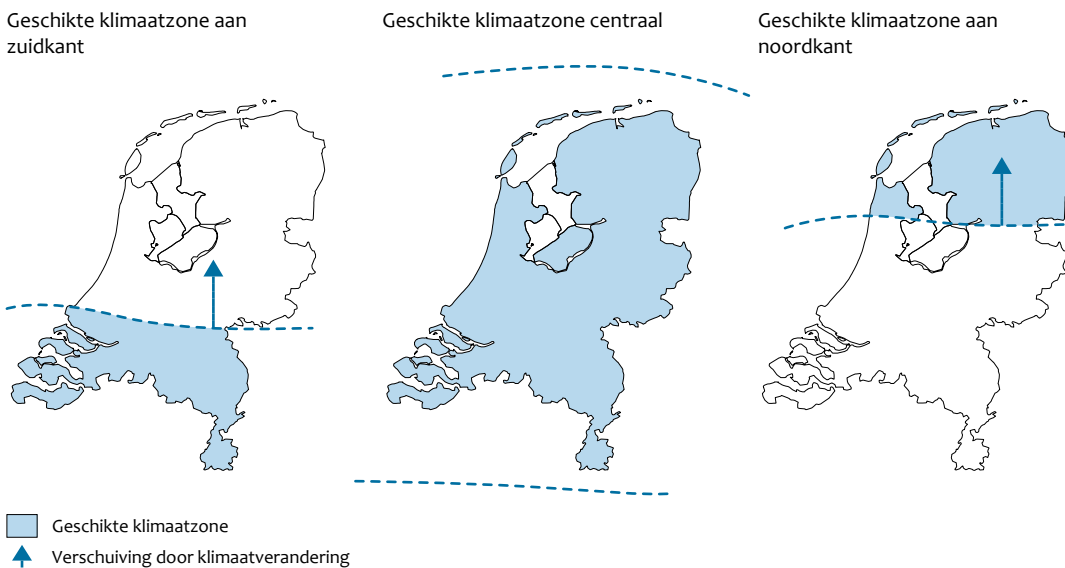 Geschikte klimaatzone aan
zuidkant
Geschikte klimaatzone centraal
Geschikte klimaatzone aan
noordkant
Geschikte klimaatzone
Verschuiving door klimaatverandering